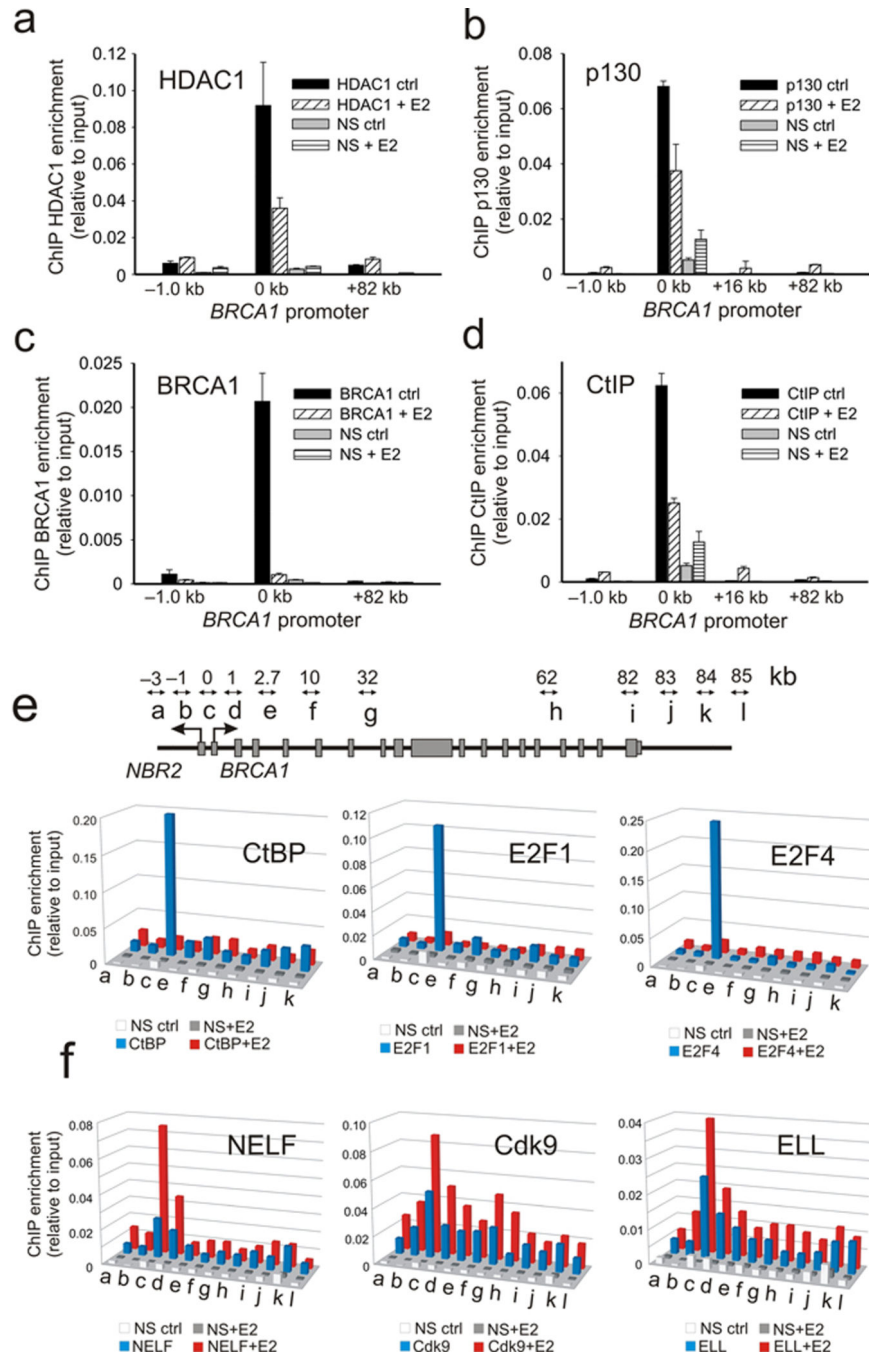 a
HDAC1
ChIP HDAC1 enrichment
(relative to input)
0.12
0.10
0.08
0.06
0.04
0.02
0
HDAC1 ctrl
HDAC1 + E2
NS ctrl
NS + E2
–1.0 kb 0 kb +82 kb
BRCA1 promoter
b
p130
ChIP p130 enrichment
(relative to input)
0.08
0.06
0.04
0.02
0
p130 ctrl
p130 + E2
NS ctrl
NS + E2
–1.0 kb 0 kb +16 kb +82 kb
BRCA1 promoter
c
BRCA1
ChIP BRCA1 enrichment
(relative to input)
0.025
0.020
0.015
0.010
0.005
0
BRCA1 ctrl
BRCA1 + E2
NS ctrl
NS + E2
–1.0 kb 0 kb +82 kb
BRCA1 promoter
d
CtIP
ChIP CtIP enrichment
(relative to input)
0.06
0.04
0.02
0
CtIP ctrl
CtIP + E2
NS ctrl
NS + E2
–1.0 kb 0 kb +16 kb +82 kb
BRCA1 promoter
e
–3 –1 0 1 2.7 10 32 62 82 83 84 85 kb
a b c d e f g h i j k l
NBR2 BRCA1
ChIP enrichment
(relative to input)
CtBP
0.20
0.15
0.10
0.05
0
a b c e f g h i j k
NS ctrl NS+E2
CtBP CtBP+E2
E2F1
0.12
0.10
0.08
0.06
0.04
0.02
0
a b c e f g h i j k
NS ctrl NS+E2
E2F1 E2F1+E2
E2F4
0.25
0.20
0.15
0.10
0.05
0
a b c e f g h i j k
NS ctrl NS+E2
E2F4 E2F4+E2
f
ChIP enrichment
(relative to input)
NELF
0.08
0.06
0.04
0.02
0
a b c d e f g h i j k l
NS ctrl NS+E2
NELF NELF+E2
Cdk9
0.10
0.08
0.06
0.04
0.02
0
a b c d e f g h i j k l
NS ctrl NS+E2
Cdk9 Cdk9+E2
ELL
0.04
0.03
0.02
0.01
0
a b c d e f g h i j k l
NS ctrl NS+E2
ELL ELL+E2